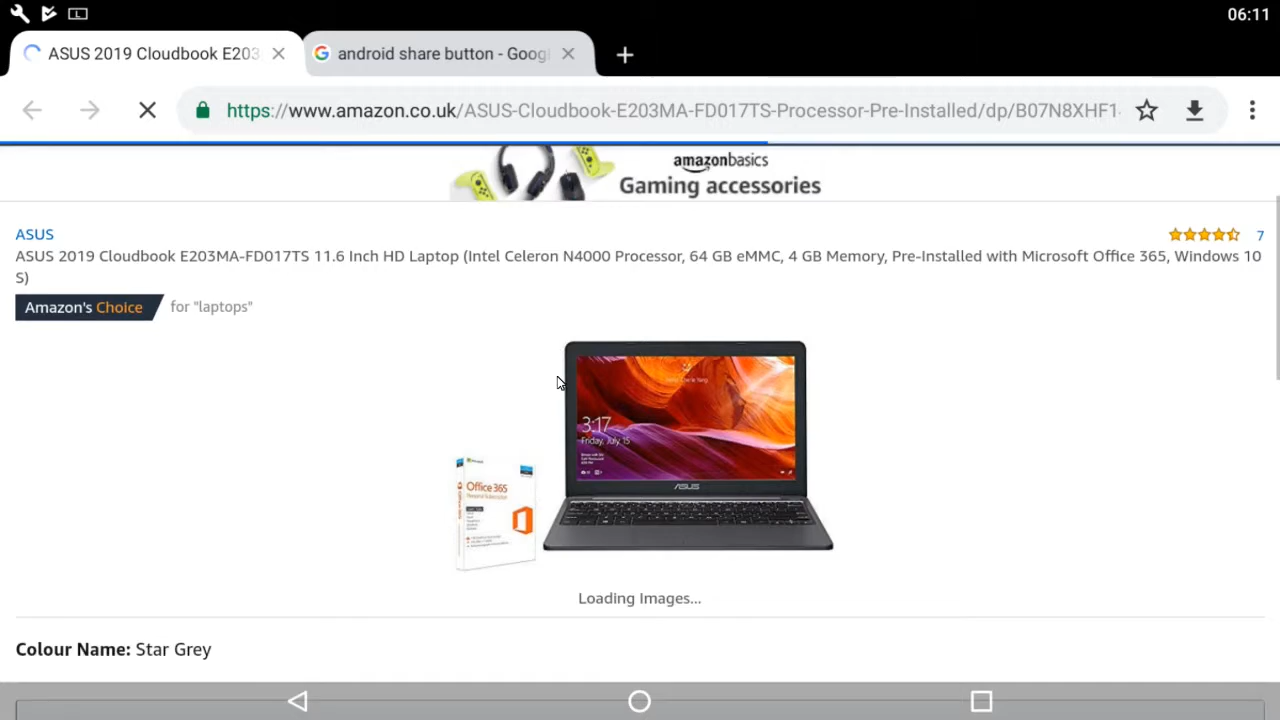 06:11
ASUS 2019 Cloudbook E203
android share button - Goog
https://www.amazon.co.uk/ASUS-Cloudbook-E203MA-FD017TS-Processor-Pre-Installed/dp/B07N8XHF1
amazonbasics
Gaming accessories
ASUS
7
ASUS 2019 Cloudbook E203MA-FD017TS 11.6 Inch HD Laptop (Intel Celeron N4000 Processor, 64 GB eMMC, 4 GB Memory, Pre-Installed with Microsoft Office 365, Windows 10
S)
Amazon's Choice for "laptops"
3:17
Friday, July 15
Office 365
ASUS
Loading Images...
Colour Name: Star Grey